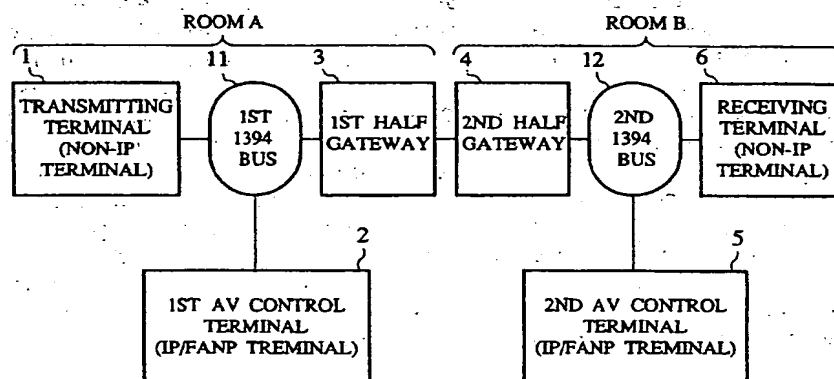 ROOM A
ROOM B
1
11
3
4
12
6
TRANSMITTING
TERMINAL
(NON-IP
TERMINAL)
1ST
1394
BUS
1ST HALF
GATEWAY
2ND HALF
GATEWAY
2ND
1394
BUS
RECEIVING
TERMINAL
(NON-IP
TERMINAL)
2
5
1ST AV CONTROL
TERMINAL
(IP/FANP TREMINAL)
2ND AV CONTROL
TERMINAL
(IP/FANP TREMINAL)